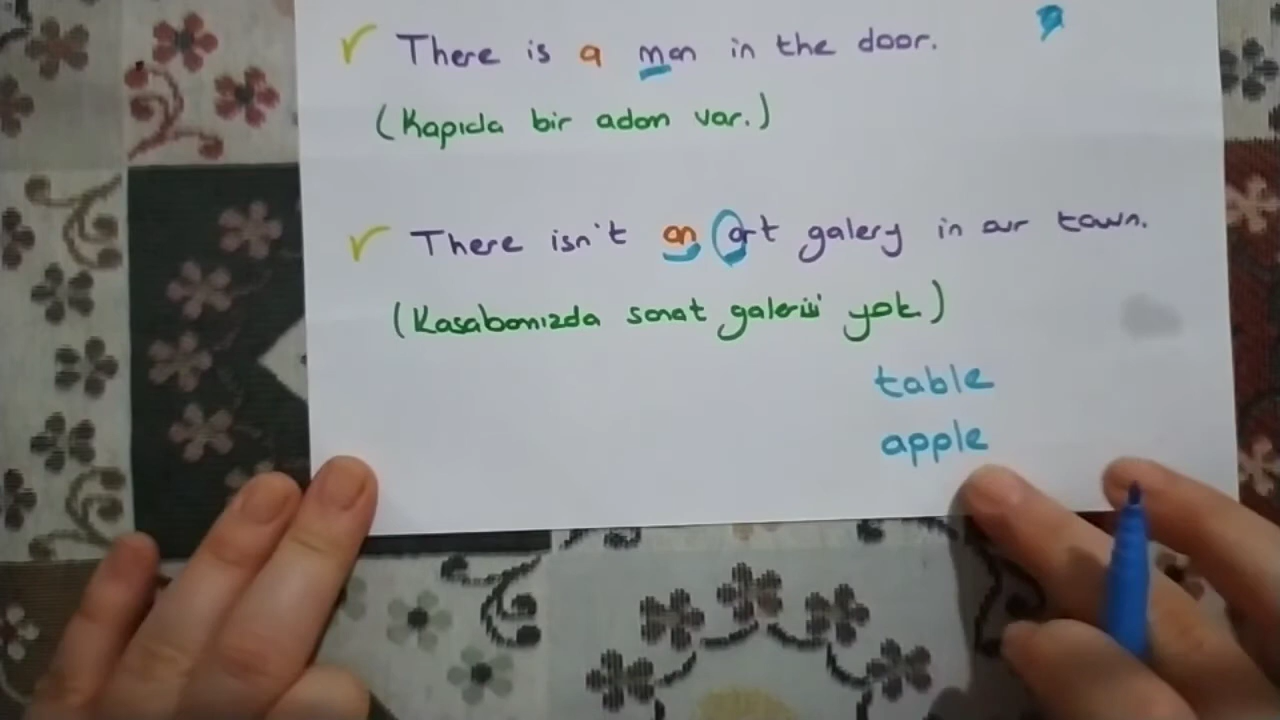 There is a man in the door.
(Kapıda bir adam var.)
There isn't an art galery in our town.
(Kasabamızda sanat galerisi yok.)
table
apple